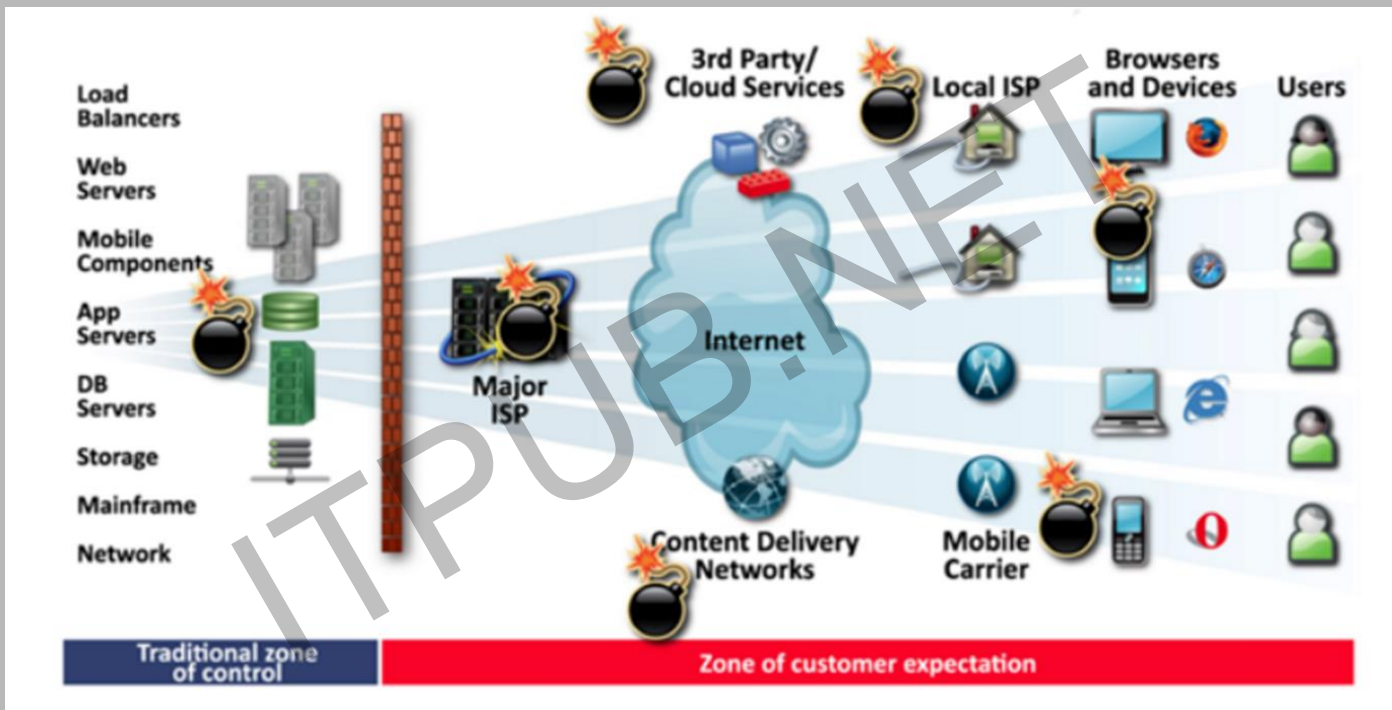 Load
Balancers
Web
Servers
Mobile
Components
App
Servers
DB
Servers
Storage
Mainframe
Network
Major
ISP
3rd Party/
Cloud Services
Internet
Content Delivery
Networks
Local ISP
Mobile
Carrier
Browsers
and Devices
Users
Traditional zone
of control
Zone of customer expectation
ITPUB.NET